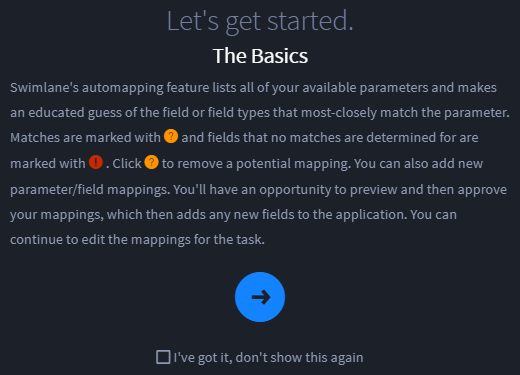 Let's get started.
The Basics
Swimlane's automapping feature lists all of your available parameters and makes
an educated guess of the field or field types that most-closely match the parameter.
Matches are marked with ? and fields that no matches are determined for are
marked with ! . Click ? to remove a potential mapping. You can also add new
parameter/field mappings. You'll have an opportunity to preview and then approve
your mappings, which then adds any new fields to the application. You can
continue to edit the mappings for the task.
I've got it, don't show this again